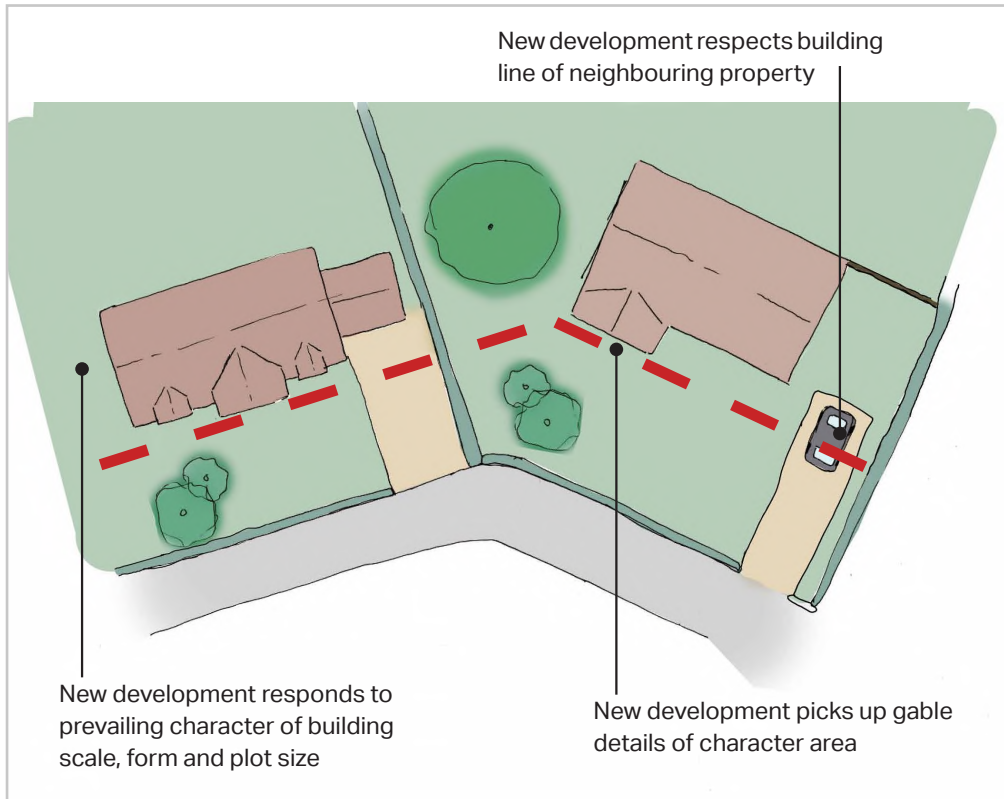 New development respects building
line of neighbouring property
New development responds to
prevailing character of building
scale, form and plot size
New development picks up gable
details of character area